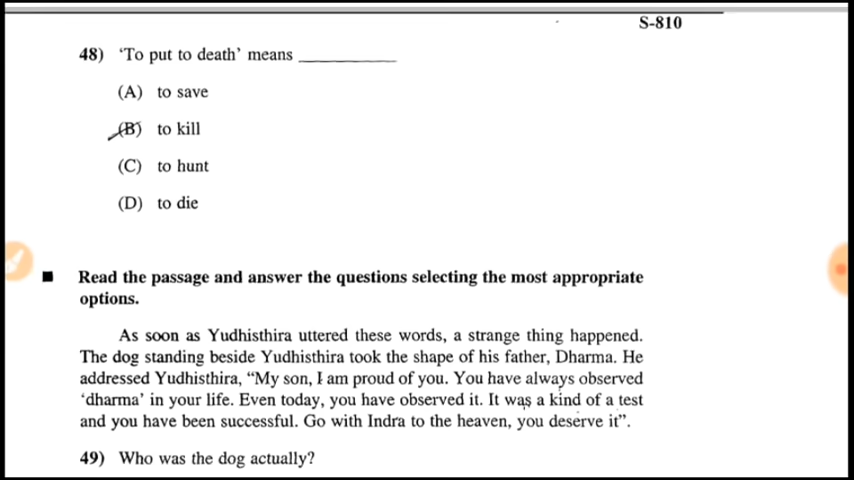 S-810
48) ‘To put to death’ means ____________
(A) to save
(B) to kill
(C) to hunt
(D) to die
■ Read the passage and answer the questions selecting the most appropriate
options.
As soon as Yudhisthira uttered these words, a strange thing happened.
The dog standing beside Yudhisthira took the shape of his father, Dharma. He
addressed Yudhisthira, “My son, I am proud of you. You have always observed
‘dharma’ in your life. Even today, you have observed it. It was a kind of a test
and you have been successful. Go with Indra to the heaven, you deserve it”.
49) Who was the dog actually?